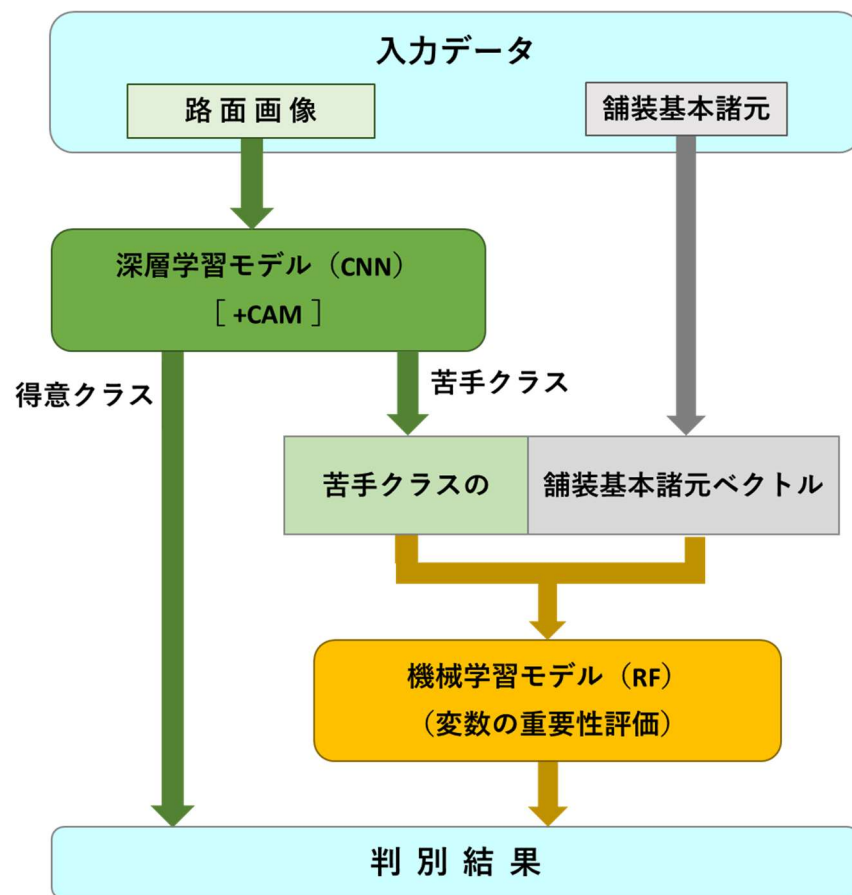 入力データ
路面画像
舗装基本諸元
深層学習モデル（CNN）
［ +CAM ］
得意クラス
苦手クラス
苦手クラスの
舗装基本諸元ベクトル
機械学習モデル（RF）
（変数の重要性評価）
判別結果